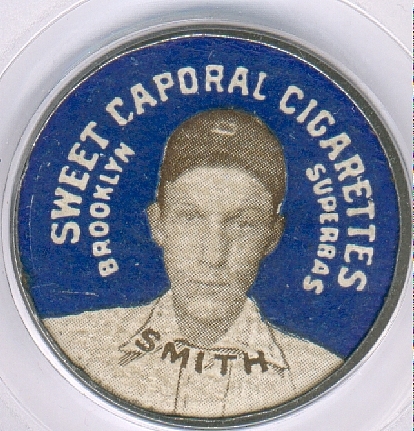 SWEET CAPORAL CIGARETTES
BROOKLYN
SUPERBAS
SMITH